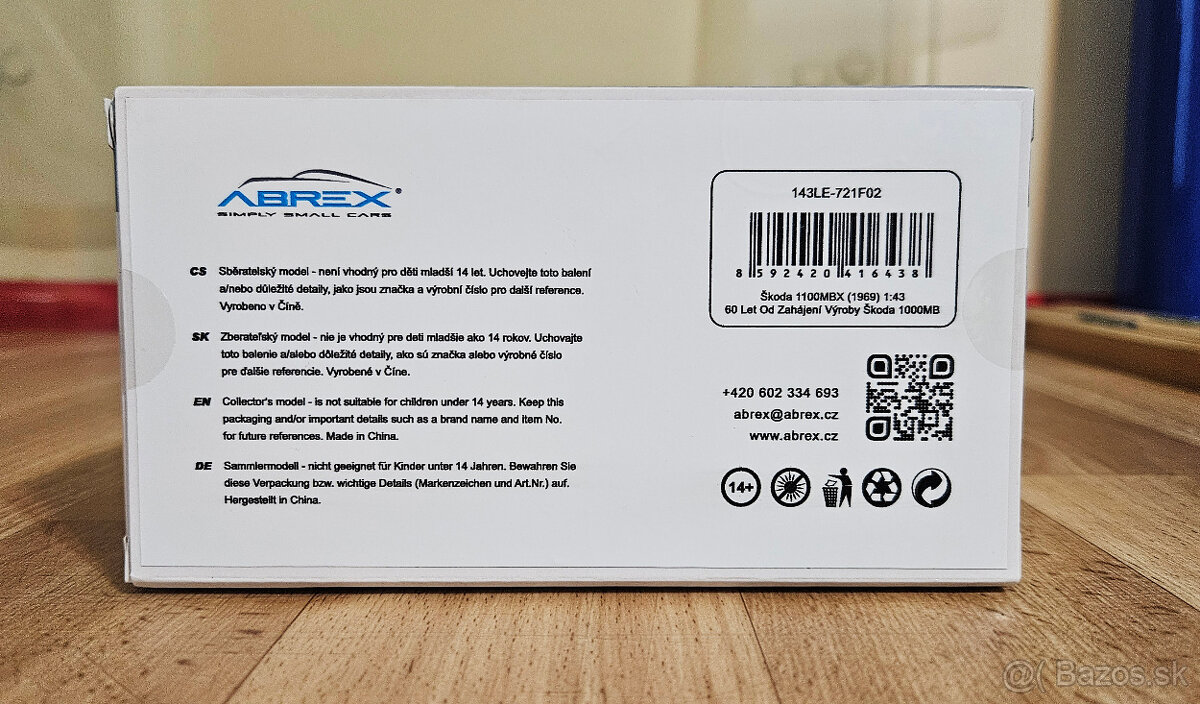 ABREX®
SIMPLY SMALL CARS
CS Sběratelský model - není vhodný pro děti mladší 14 let. Uchovejte toto balení
a/nebo důležité detaily, jako jsou značka a výrobní číslo pro další reference.
Vyrobeno v Číně.
SK Zberateľský model - nie je vhodný pre deti mladšie ako 14 rokov. Uchovajte
toto balenie a/alebo dôležité detaily, ako sú značka alebo výrobné číslo
pre ďalšie referencie. Vyrobené v Číne.
EN Collector's model - is not suitable for children under 14 years. Keep this
packaging and/or important details such as a brand name and Item No.
for future references. Made in China.
DE Sammlermodell - nicht geeignet für Kinder unter 14 Jahren. Bewahren Sie
diese Verpackung bzw. wichtige Details (Markenzeichen und Art.Nr.) auf.
Hergestellt in China.
143LE-721F02
8 592420 416438
Škoda 1100MBX (1969) 1:43
60 Let Od Zahájení Výroby Škoda 1000MB
+420 602 334 693
abrex@abrex.cz
www.abrex.cz
14+
@( Bazos.sk